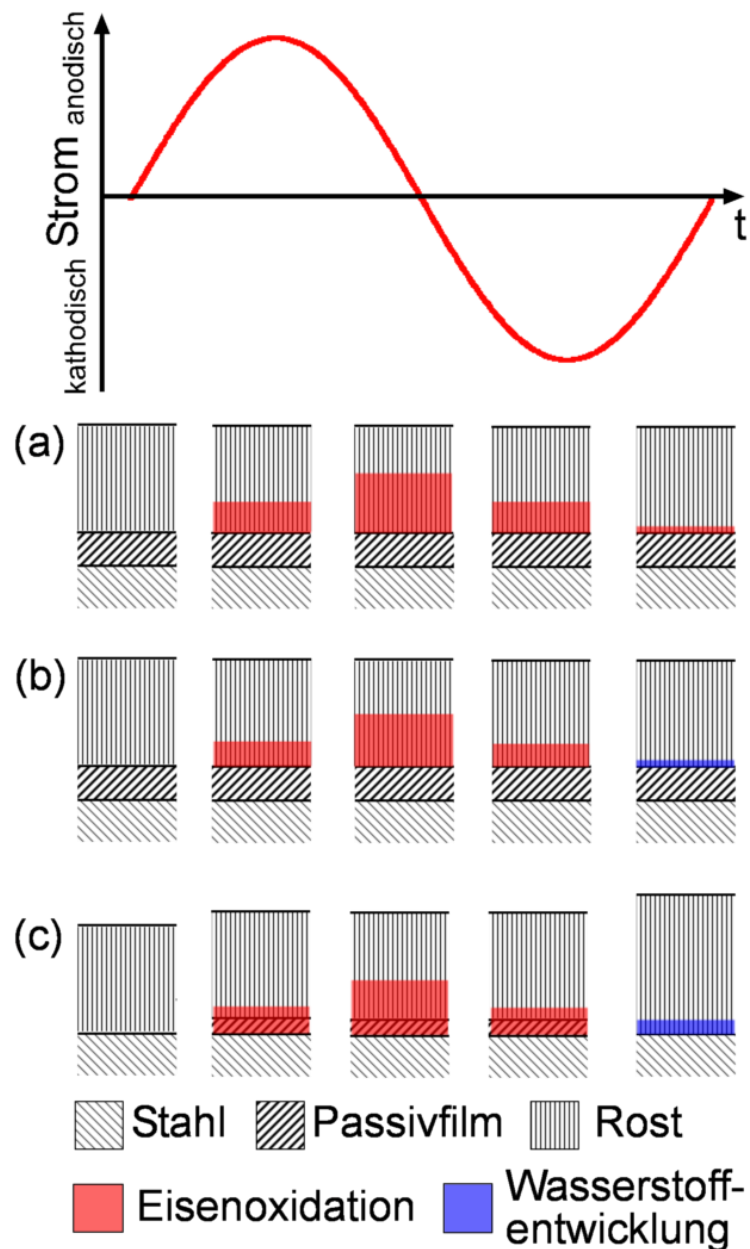 anodisch
Strom
kathodisch
t
(a)
(b)
(c)
Stahl
Passivfilm
Rost
Eisenoxidation
Wasserstoff-
entwicklung